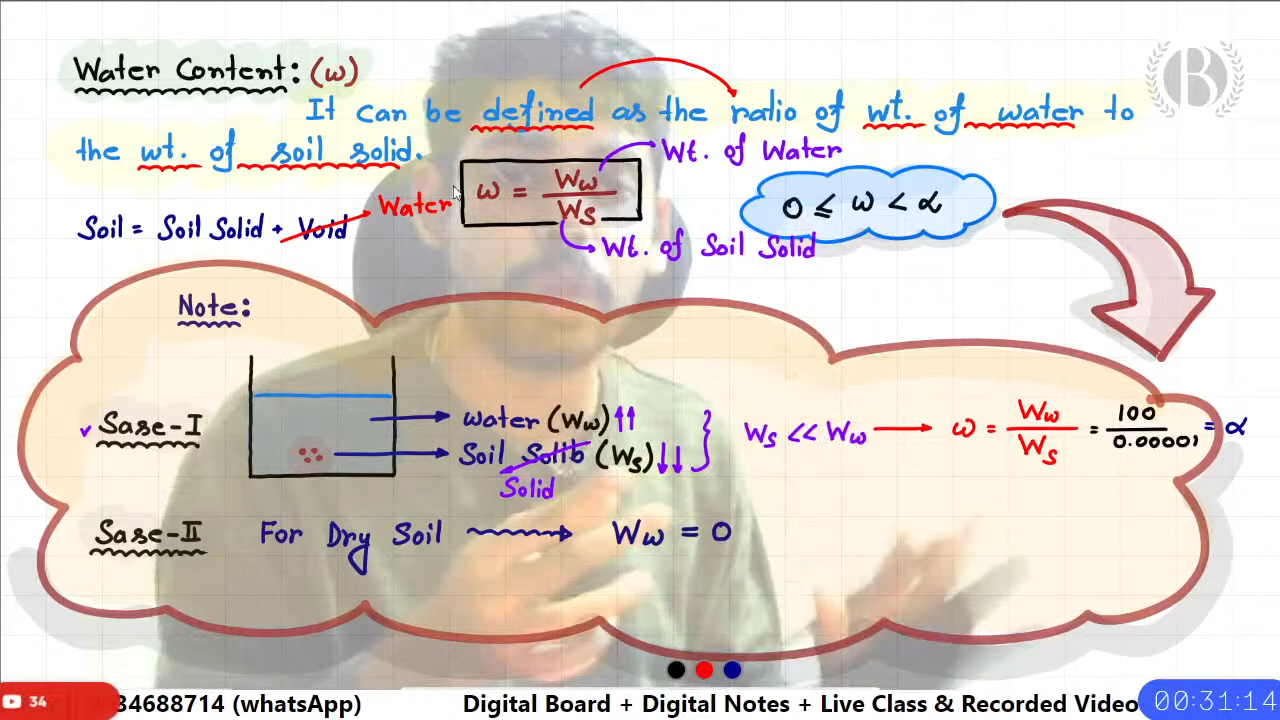 Water Content: (w)
It can be defined as the ratio of wt. of water to
the wt. of soil solid.
Wt. of Water
w = Ww / Ws
0 ≤ w < α
Water
Soil = Soil Solid + Void
Wt. of Soil Solid
Note:
Sase-I
water (Ww) ↑↑
Soil Solib (Ws) ↓↓
Solid
Ws << Ww → w = Ww / Ws = 100 / 0.00001 = α
Sase-II For Dry Soil → Ww = 0
B
34
34688714 (whatsApp) Digital Board + Digital Notes + Live Class & Recorded Video
00:31:14